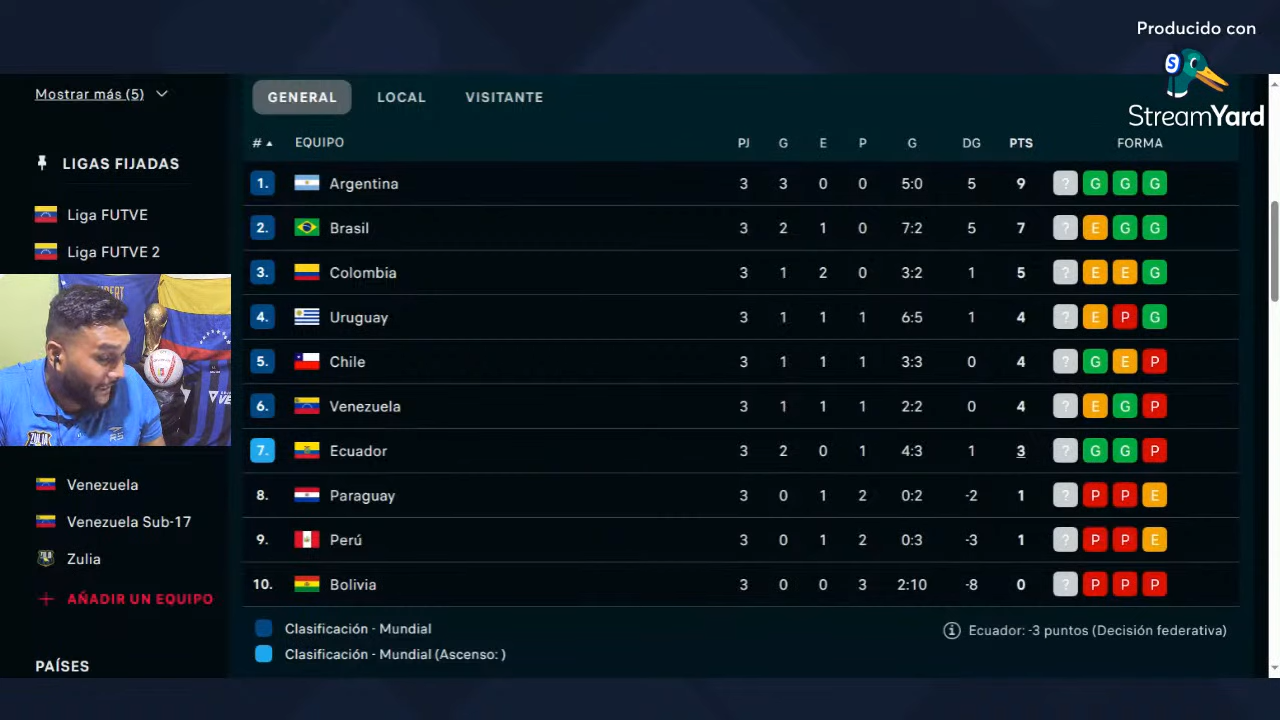 Producido con
StreamYard
Mostrar más (5)
GENERAL LOCAL VISITANTE
# EQUIPO PJ G E P G DG PTS FORMA
LIGAS FIJADAS
1. Argentina 3 3 0 0 5:0 5 9 ? G G G
Liga FUTVE
2. Brasil 3 2 1 0 7:2 5 7 ? E G G
Liga FUTVE 2
3. Colombia 3 1 2 0 3:2 1 5 ? E E G
4. Uruguay 3 1 1 1 6:5 1 4 ? E P G
5. Chile 3 1 1 1 3:3 0 4 ? G E P
6. Venezuela 3 1 1 1 2:2 0 4 ? E G P
ZULIA
7. Ecuador 3 2 0 1 4:3 1 3 ? G G P
Venezuela
8. Paraguay 3 0 1 2 0:2 -2 1 ? P P E
Venezuela Sub-17
9. Perú 3 0 1 2 0:3 -3 1 ? P P E
Zulia
10. Bolivia 3 0 0 3 2:10 -8 0 ? P P P
AÑADIR UN EQUIPO
Clasificación - Mundial
Ecuador: -3 puntos (Decisión federativa)
Clasificación - Mundial (Ascenso: )
PAÍSES